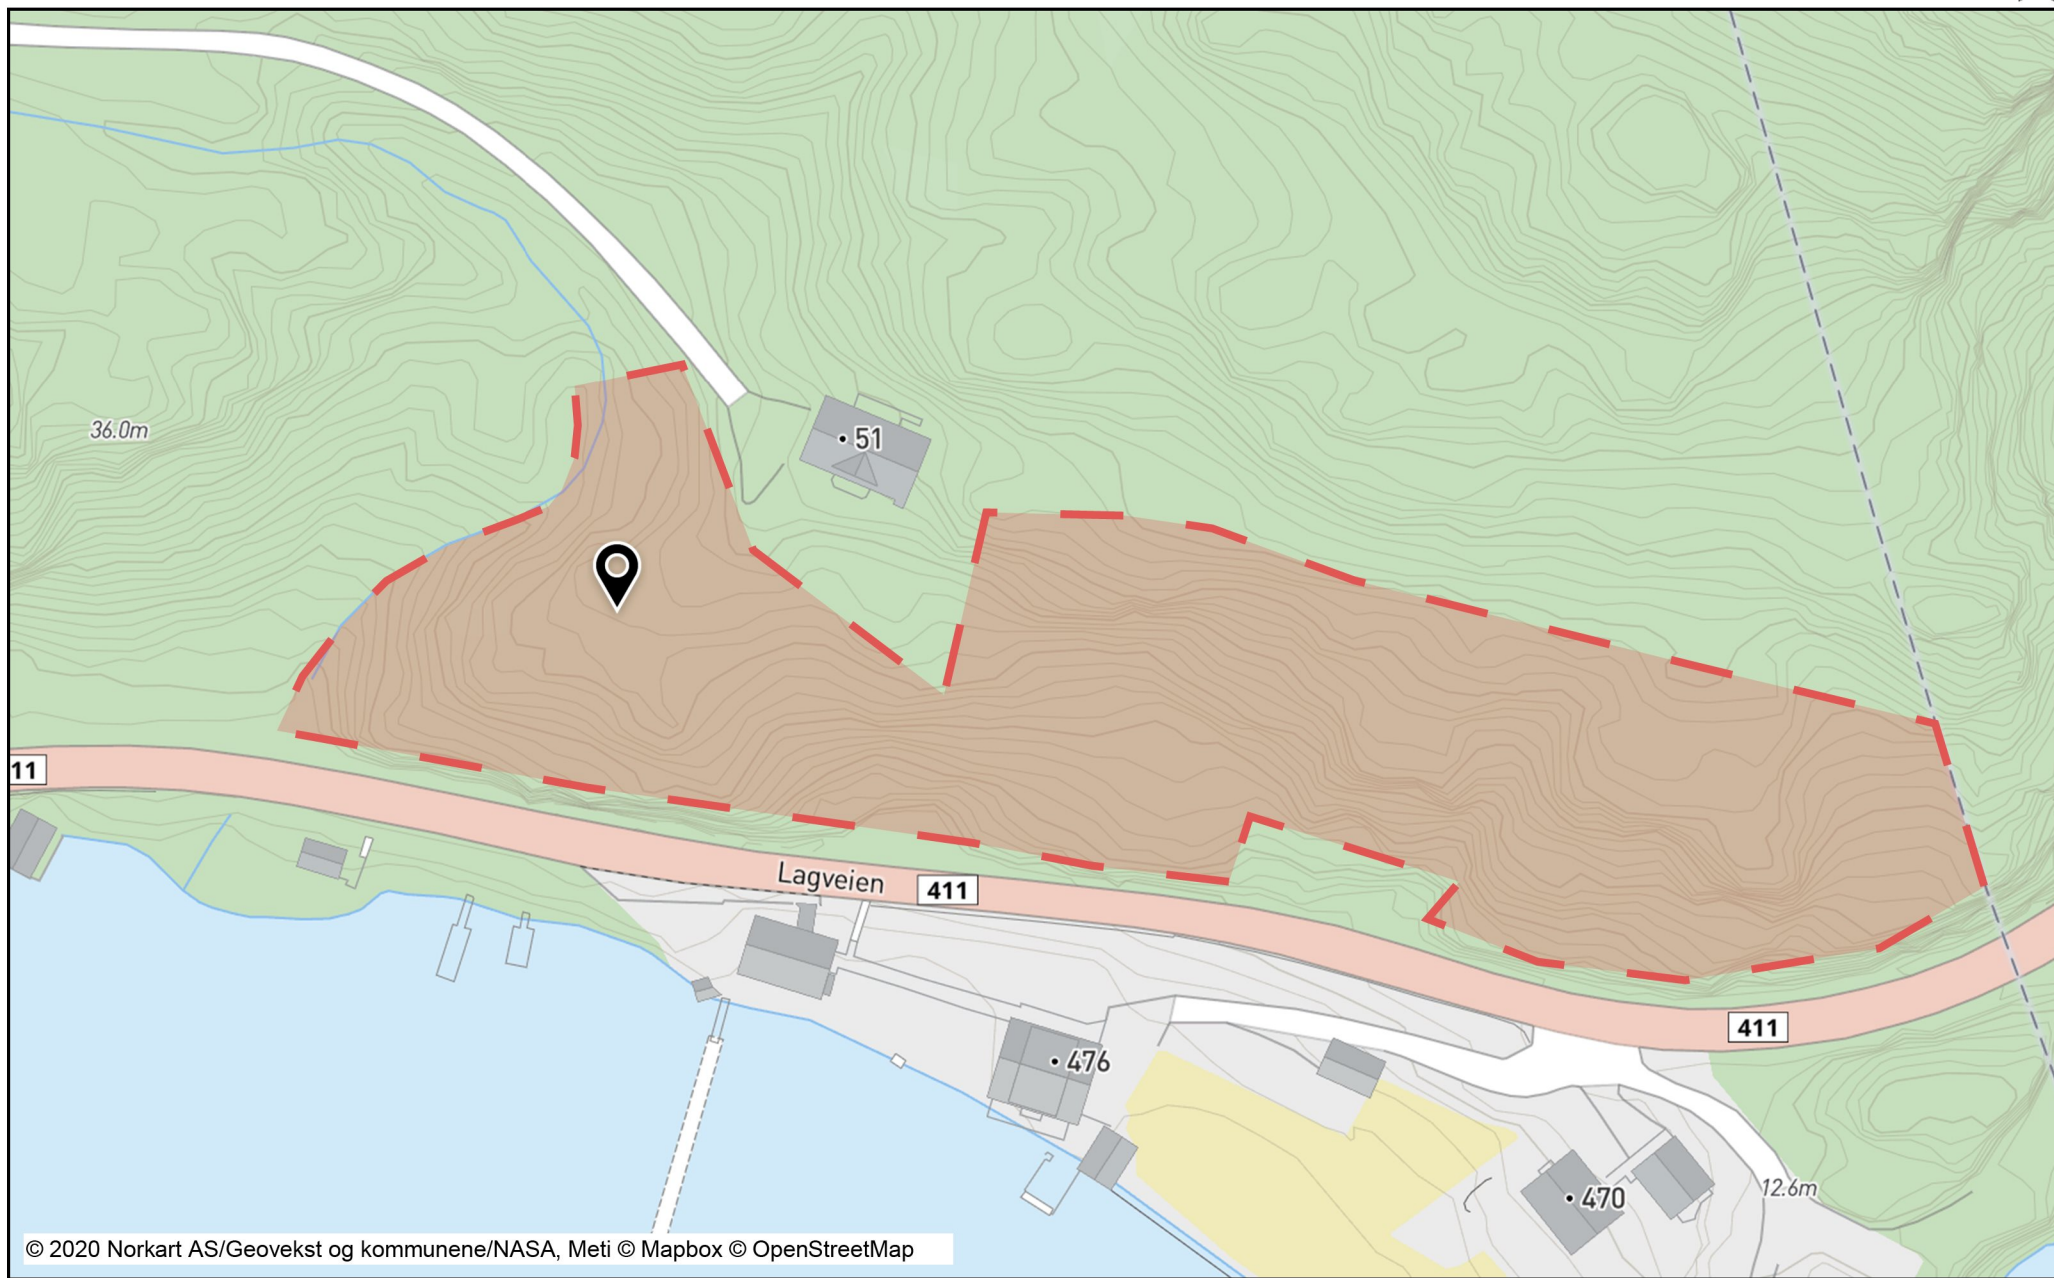 36.0m
51
11
Lagveien
411
411
476
470
12.6m
© 2020 Norkart AS/Geovekst og kommunene/NASA, Meti © Mapbox © OpenStreetMap